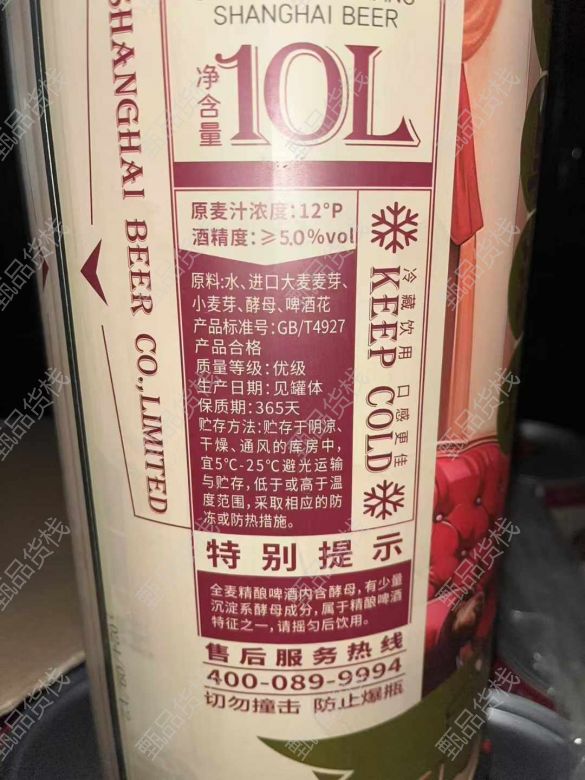 SHANGHAI BEER
净含量 10L
SHANGHAI BEER CO.,LIMITED
原麦汁浓度:12°P
酒精度:≥5.0%vol
原料:水、进口大麦麦芽、
小麦芽、酵母、啤酒花
产品标准号:GB/T4927
产品合格
质量等级:优级
生产日期:见罐体
保质期:365天
贮存方法:贮存于阴凉、
干燥、通风的库房中,
宜5℃-25℃避光运输
与贮存,低于或高于温
度范围,采取相应的防
冻或防热措施。
冷藏饮用 口感更佳
KEEP COLD
特别提示
全麦精酿啤酒内含酵母,有少量
沉淀系酵母成分,属于精酿啤酒
特征之一,请摇匀后饮用。
售后服务热线
400-089-9994
切勿撞击 防止爆瓶
甄品货栈